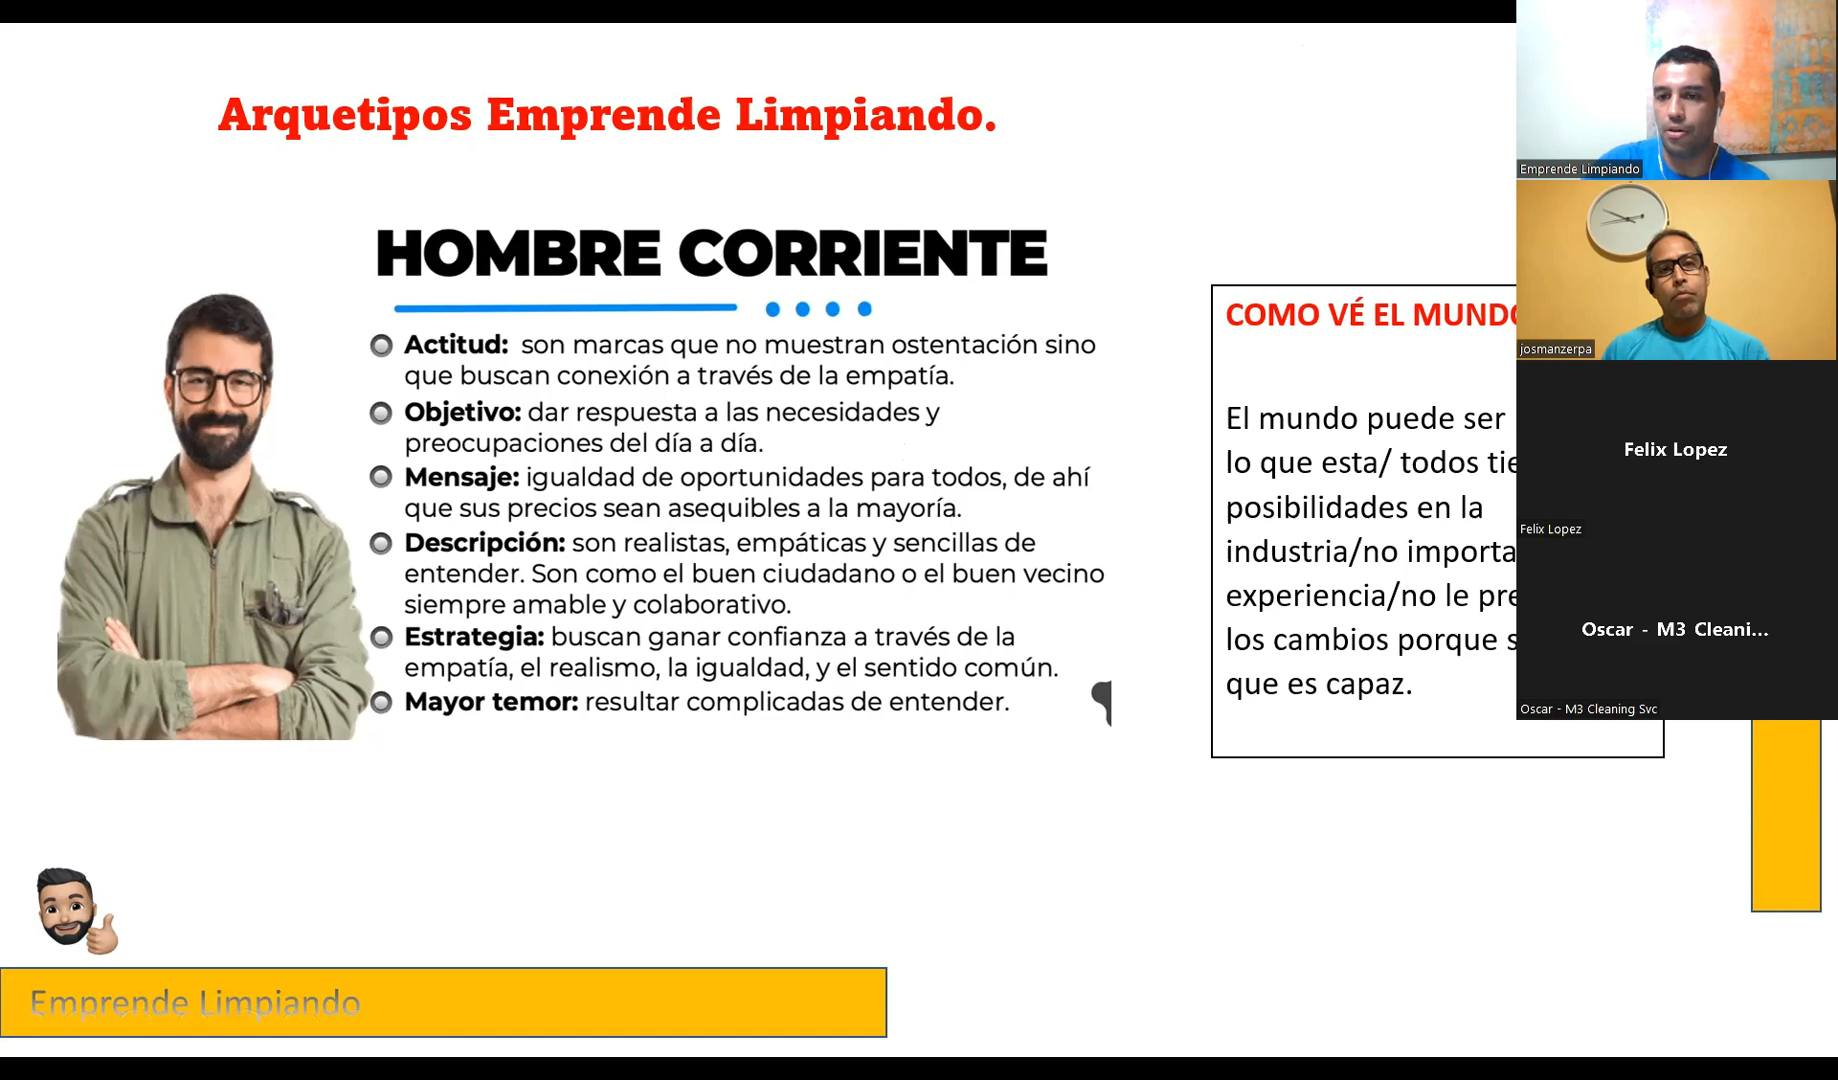 Arquetipos Emprende Limpiando.
HOMBRE CORRIENTE
Actitud: son marcas que no muestran ostentación sino
que buscan conexión a través de la empatía.
Objetivo: dar respuesta a las necesidades y
preocupaciones del día a día.
Mensaje: igualdad de oportunidades para todos, de ahí
que sus precios sean asequibles a la mayoría.
Descripción: son realistas, empáticas y sencillas de
entender. Son como el buen ciudadano o el buen vecino
siempre amable y colaborativo.
Estrategia: buscan ganar confianza a través de la
empatía, el realismo, la igualdad, y el sentido común.
Mayor temor: resultar complicadas de entender.
COMO VÉ EL
El mundo puede ser
lo que esta/ todos
posibilidades en la
industria/no importa
experiencia/no le
los cambios porque
que es capaz.
Emprende Limpiando
Emprende Limpiando
josmanzerpa
Felix Lopez
Felix Lopez
Oscar - M3 Cleani...
Oscar - M3 Cleaning Svc